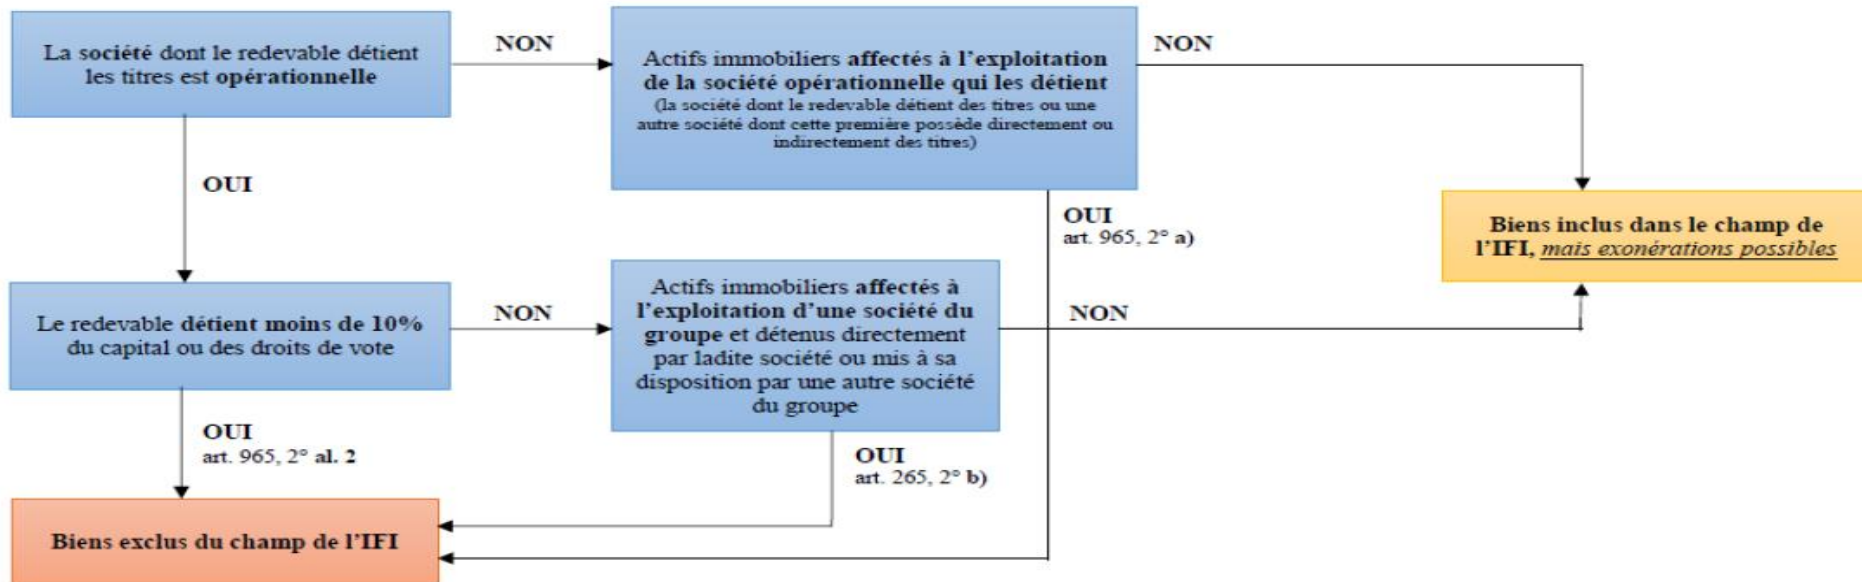 La société dont le redevable détient
les titres est opérationnelle
NON
Actifs immobiliers affectés à l'exploitation
de la société opérationnelle qui les détient
(la société dont le redevable détient des titres ou une
autre société dont cette première possède directement ou
indirectement des titres)
NON
OUI
OUI
art. 965, 2° a)
Biens inclus dans le champ de
l'IFI, mais exonérations possibles
Le redevable détient moins de 10%
du capital ou des droits de vote
NON
Actifs immobiliers affectés à
l'exploitation d'une société du
groupe et détenus directement
par ladite société ou mis à sa
disposition par une autre société
du groupe
NON
OUI
art. 965, 2° al. 2
OUI
art. 265, 2° b)
Biens exclus du champ de l'IFI